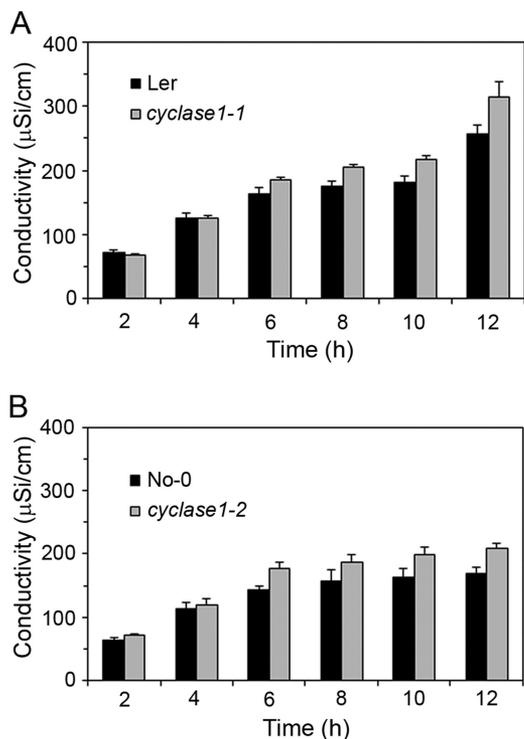 A
Conductivity (µSi/cm)
400
300
200
100
0
Ler
cyclase1-1
2 4 6 8 10 12
Time (h)
B
Conductivity (µSi/cm)
400
300
200
100
0
No-0
cyclase1-2
2 4 6 8 10 12
Time (h)